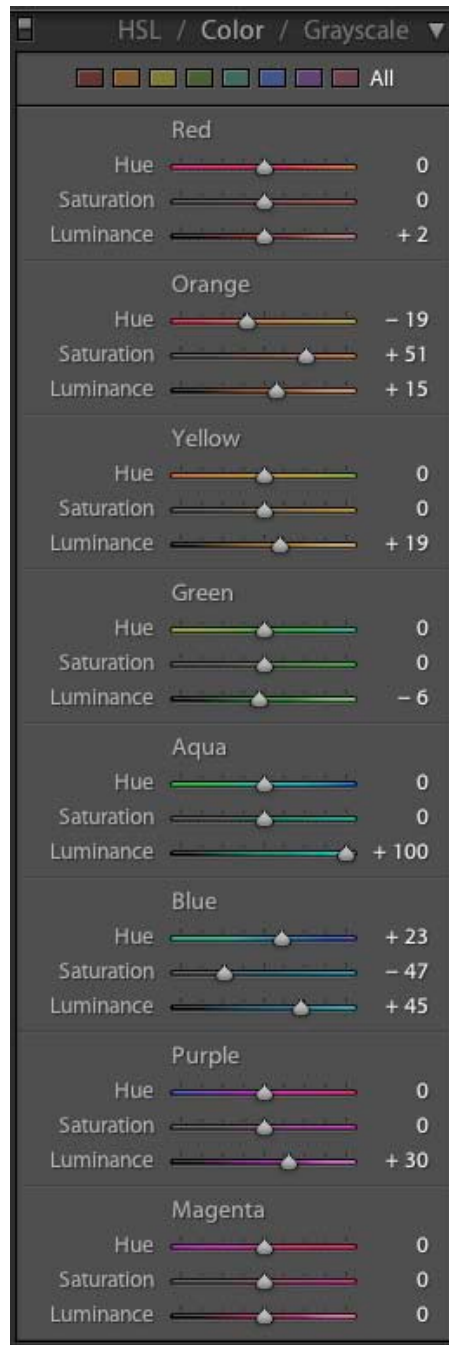 HSL / Color / Grayscale
All
Red
Hue 0
Saturation 0
Luminance + 2
Orange
Hue − 19
Saturation + 51
Luminance + 15
Yellow
Hue 0
Saturation 0
Luminance + 19
Green
Hue 0
Saturation 0
Luminance − 6
Aqua
Hue 0
Saturation 0
Luminance + 100
Blue
Hue + 23
Saturation − 47
Luminance + 45
Purple
Hue 0
Saturation 0
Luminance + 30
Magenta
Hue 0
Saturation 0
Luminance 0